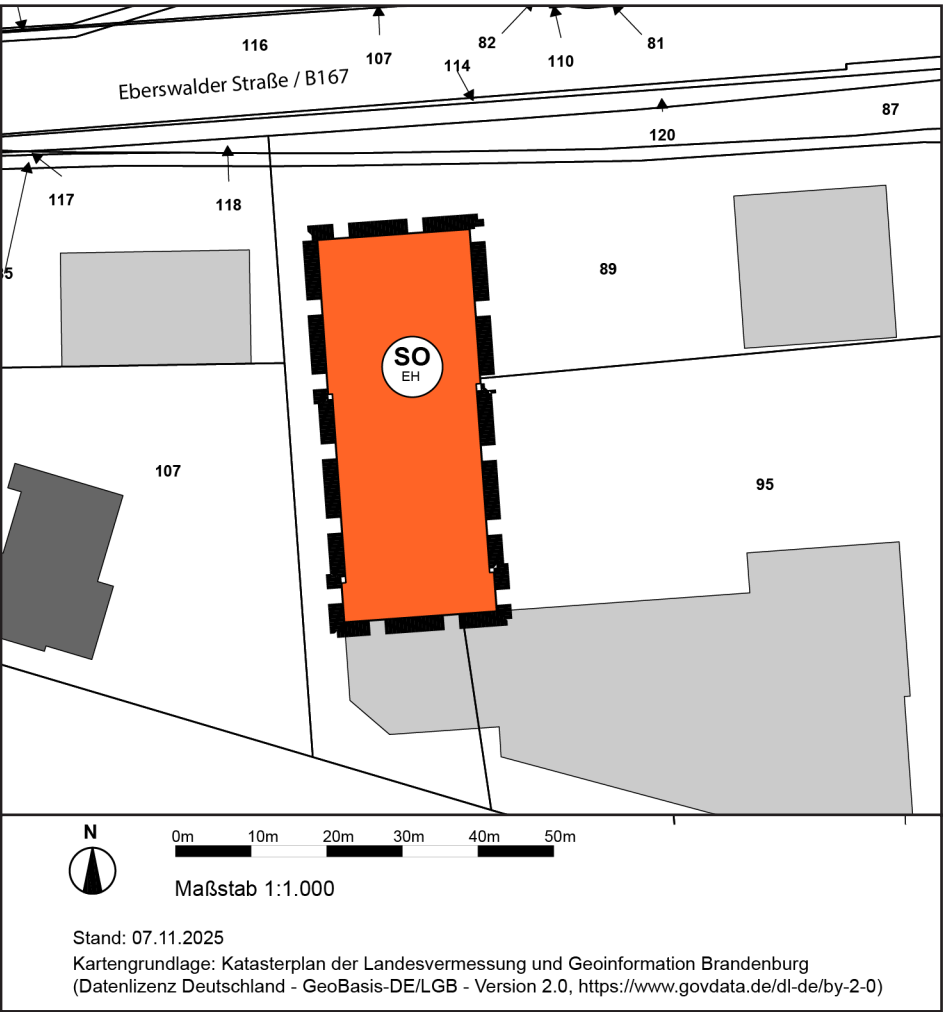 116
107
82
110
81
114
Eberswalder Straße / B167
87
120
117
118
35
89
SO
EH
107
95
N
0m 10m 20m 30m 40m 50m
Maßstab 1:1.000
Stand: 07.11.2025
Kartengrundlage: Katasterplan der Landesvermessung und Geoinformation Brandenburg
(Datenlizenz Deutschland - GeoBasis-DE/LGB - Version 2.0, https://www.govdata.de/dl-de/by-2-0)